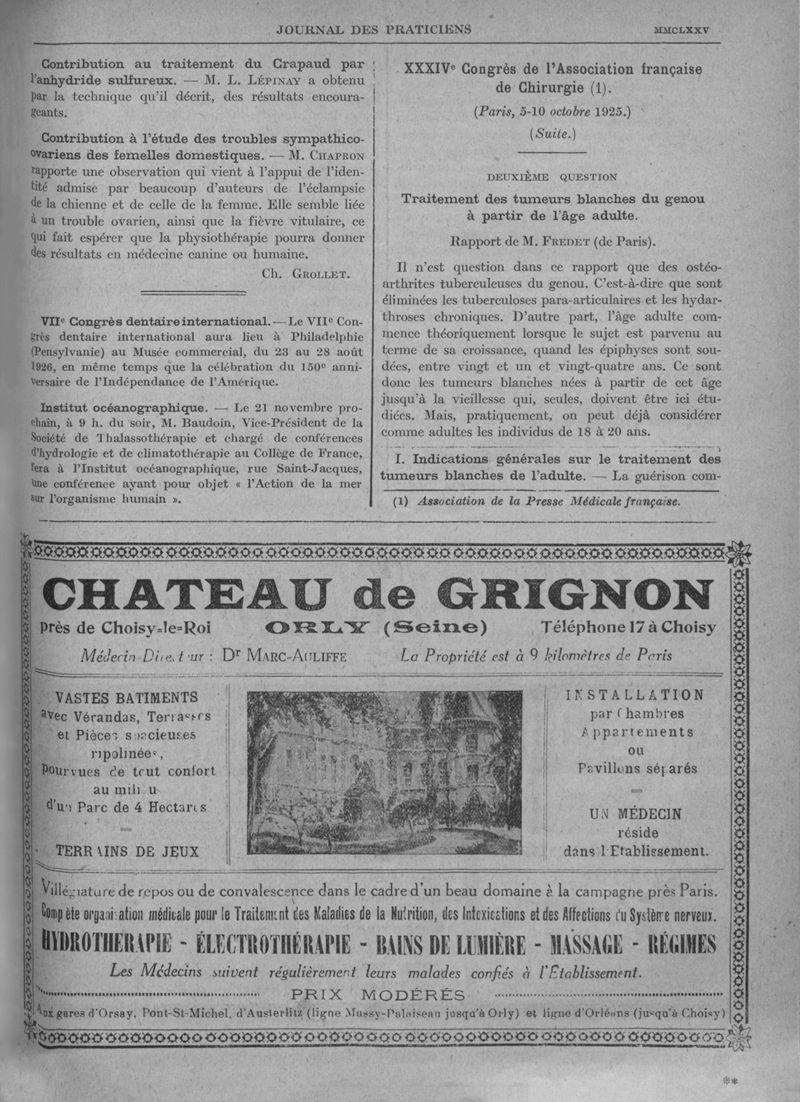 JOURNAL DES PRATICIENS
MMCLXXV
Contribution au traitement du Crapaud par
l'anhydride sulfureux. — M. L. LÉPINAY a obtenu
par la technique qu'il décrit, des résultats encoura-
geants.
Contribution à l'étude des troubles sympathico-
ovariens des femelles domestiques. — M. CHAPRON
rapporte une observation qui vient à l'appui de l'iden-
tité admise par beaucoup d'auteurs de l'éclampsie
de la chienne et de celle de la femme. Elle semble liée
à un trouble ovarien, ainsi que la fièvre vitulaire, ce
qui fait espérer que la physiothérapie pourra donner
des résultats en médecine canine ou humaine.
Ch. GROLLET.
VIIe Congrès dentaire international. — Le VIIe Con-
grès dentaire international aura lieu à Philadelphie
(Pensylvanie) au Musée commercial, du 23 au 28 août
1926, en même temps que la célébration du 150e anni-
versaire de l'Indépendance de l'Amérique.
Institut océanographique. — Le 21 novembre pro-
chain, à 9 h. du soir, M. Baudoin, Vice-Président de la
Société de Thalassothérapie et chargé de conférences
d'hydrologie et de climatothérapie au Collège de France,
fera à l'Institut océanographique, rue Saint-Jacques,
une conférence ayant pour objet « l'Action de la mer
sur l'organisme humain ».
XXXIVe Congrès de l'Association française
de Chirurgie (1).
(Paris, 5-10 octobre 1925.)
(Suite.)
DEUXIÈME QUESTION
Traitement des tumeurs blanches du genou
à partir de l'âge adulte.
Rapport de M. FREDET (de Paris).
Il n'est question dans ce rapport que des ostéo-
arthrites tuberculeuses du genou. C'est-à-dire que sont
éliminées les tuberculoses para-articulaires et les hydar-
throses chroniques. D'autre part, l'âge adulte com-
mence théoriquement lorsque le sujet est parvenu au
terme de sa croissance, quand les épiphyses sont sou-
dées, entre vingt et un et vingt-quatre ans. Ce sont
donc les tumeurs blanches nées à partir de cet âge
jusqu'à la vieillesse qui, seules, doivent être ici étu-
diées. Mais, pratiquement, on peut déjà considérer
comme adultes les individus de 18 à 20 ans.
I. Indications générales sur le traitement des
tumeurs blanches de l'adulte. — La guérison com-
(1) Association de la Presse Médicale française.
CHATEAU de GRIGNON
Près de Choisy-le-Roi ORLY (Seine) Téléphone 17 à Choisy
Médecin-Directeur : Dr MARC-AULIFFE La Propriété est à 9 kilomètres de Paris
VASTES BATIMENTS
avec Vérandas, Terrasses
et Pièces spacieuses
ripolinées,
Pourvues de tout confort
au milieu
d'un Parc de 4 Hectares
TERRAINS DE JEUX
INSTALLATION
par Chambres
Appartements
ou
Pavillons séparés
UN MÉDECIN
réside
dans l'Etablissement.
Villégiature de repos ou de convalescence dans le cadre d'un beau domaine à la campagne près Paris.
Complète organisation médicale pour le Traitement des Maladies de la Nutrition, des Intoxications et des Affections du Système nerveux.
HYDROTHERAPIE - ÉLECTROTHÉRAPIE - BAINS DE LUMIÈRE - MASSAGE - RÉGIMES
Les Médecins suivent régulièrement leurs malades confiés à l'Etablissement.
PRIX MODÉRÉS
Aux gares d'Orsay, Pont-St-Michel, d'Austerlitz (ligne Massy-Palaiseau jusqu'à Orly) et ligne d'Orléans (jusqu'à Choisy)
**